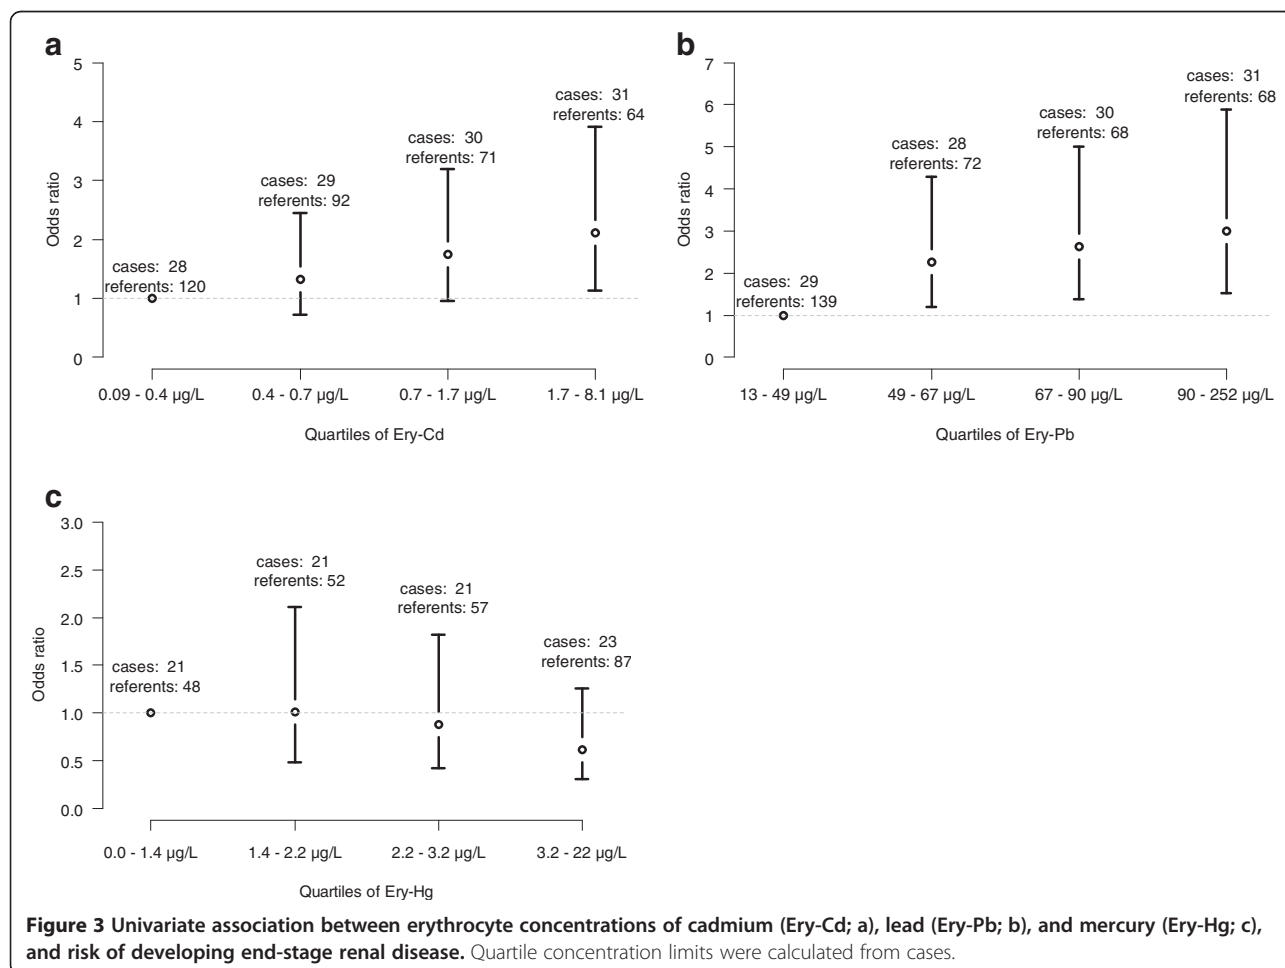 a
5
4
3
2
1
0
Odds ratio
cases: 28
referents: 120
cases: 29
referents: 92
cases: 30
referents: 71
cases: 31
referents: 64
0.09 - 0.4 µg/L
0.4 - 0.7 µg/L
0.7 - 1.7 µg/L
1.7 - 8.1 µg/L
Quartiles of Ery-Cd
b
7
6
5
4
3
2
1
0
Odds ratio
cases: 29
referents: 139
cases: 28
referents: 72
cases: 30
referents: 68
cases: 31
referents: 68
13 - 49 µg/L
49 - 67 µg/L
67 - 90 µg/L
90 - 252 µg/L
Quartiles of Ery-Pb
c
3.0
2.5
2.0
1.5
1.0
0.5
0.0
Odds ratio
cases: 21
referents: 48
cases: 21
referents: 52
cases: 21
referents: 57
cases: 23
referents: 87
0.0 - 1.4 µg/L
1.4 - 2.2 µg/L
2.2 - 3.2 µg/L
3.2 - 22 µg/L
Quartiles of Ery-Hg
Figure 3 Univariate association between erythrocyte concentrations of cadmium (Ery-Cd; a), lead (Ery-Pb; b), and mercury (Ery-Hg; c),
and risk of developing end-stage renal disease. Quartile concentration limits were calculated from cases.